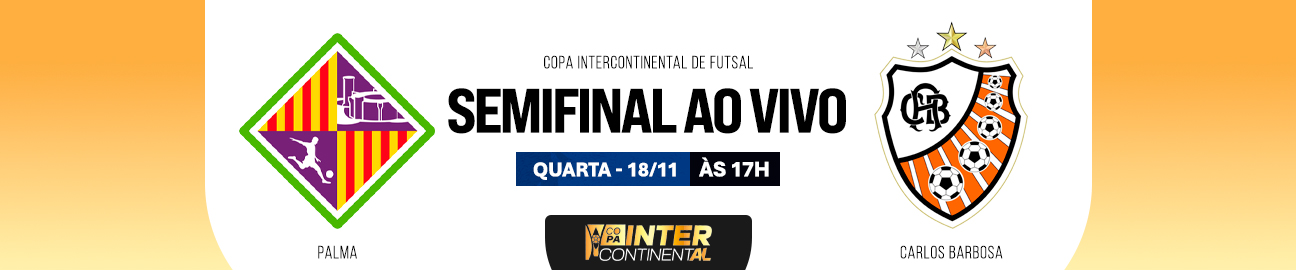 COPA INTERCONTINENTAL DE FUTSAL
SEMIFINAL AO VIVO
QUARTA - 18/11 ÀS 17H
COPA INTER
CONTINENTAL
PALMA
CARLOS BARBOSA